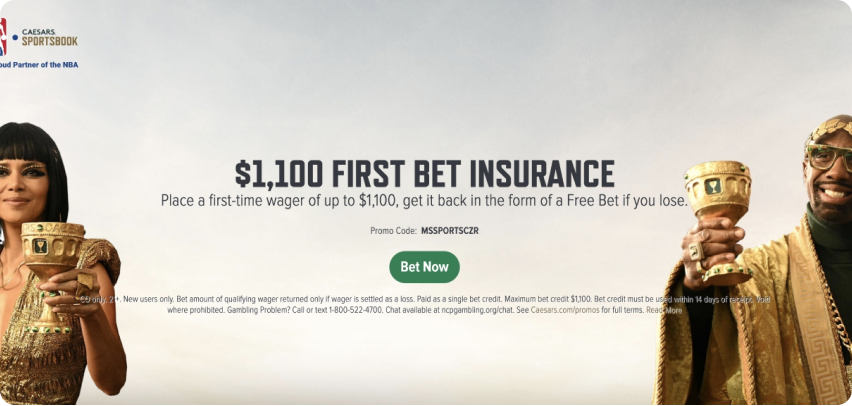 CAESARS
SPORTSBOOK
Partner of the NBA
$1,100 FIRST BET INSURANCE
Place a first-time wager of up to $1,100, get it back in the form of a Free Bet if you lose.
Promo Code: MSSPORTSCZR
Bet Now
only. New users only. Bet amount of qualifying wager returned only if wager is settled as a loss. Paid as a single bet credit. Maximum bet credit $1,100. Bet credit must be used within 14 days of receipt. Void
where prohibited. Gambling Problem? Call or text 1-800-522-4700. Chat available at ncpgambling.org/chat. See Caesars.com/promos for full terms. Read More